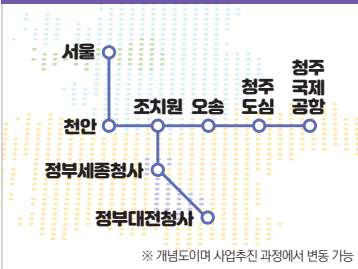 서울
천안
조치원
오송
청주
도심
청주
국제
공항
정부세종청사
정부대전청사
※ 개념도이며 사업추진 과정에서 변동 가능